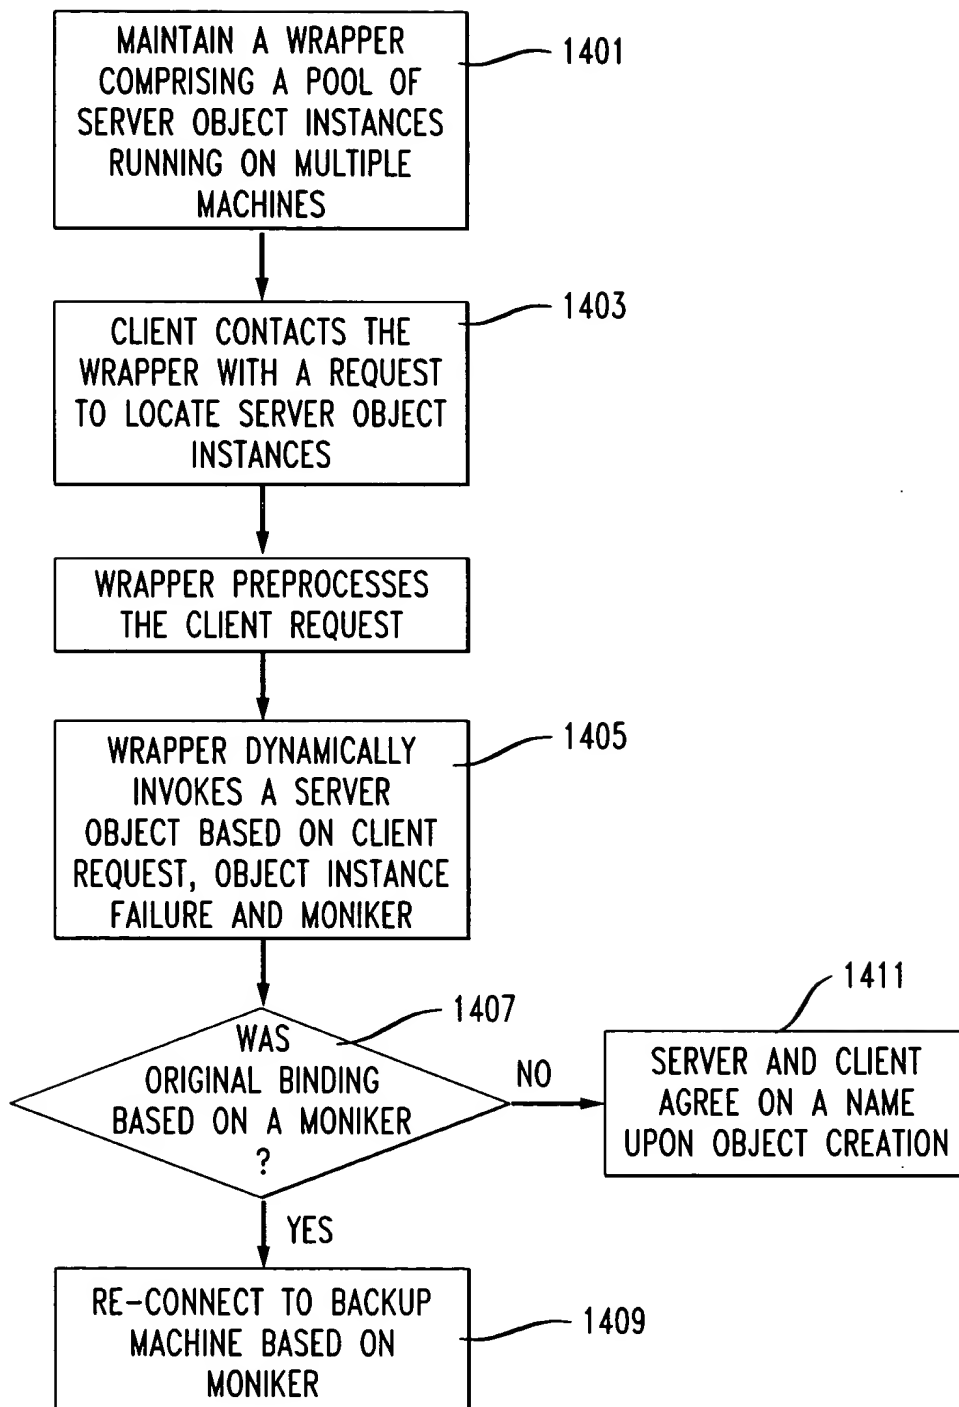 MAINTAIN A WRAPPER
COMPRISING A POOL OF
SERVER OBJECT INSTANCES
RUNNING ON MULTIPLE
MACHINES
1401
CLIENT CONTACTS THE
WRAPPER WITH A REQUEST
TO LOCATE SERVER OBJECT
INSTANCES
1403
WRAPPER PREPROCESSES
THE CLIENT REQUEST
WRAPPER DYNAMICALLY
INVOKES A SERVER
OBJECT BASED ON CLIENT
REQUEST, OBJECT INSTANCE
FAILURE AND MONIKER
1405
WAS
ORIGINAL BINDING
BASED ON A MONIKER
?
1407
NO
SERVER AND CLIENT
AGREE ON A NAME
UPON OBJECT CREATION
1411
YES
RE-CONNECT TO BACKUP
MACHINE BASED ON
MONIKER
1409